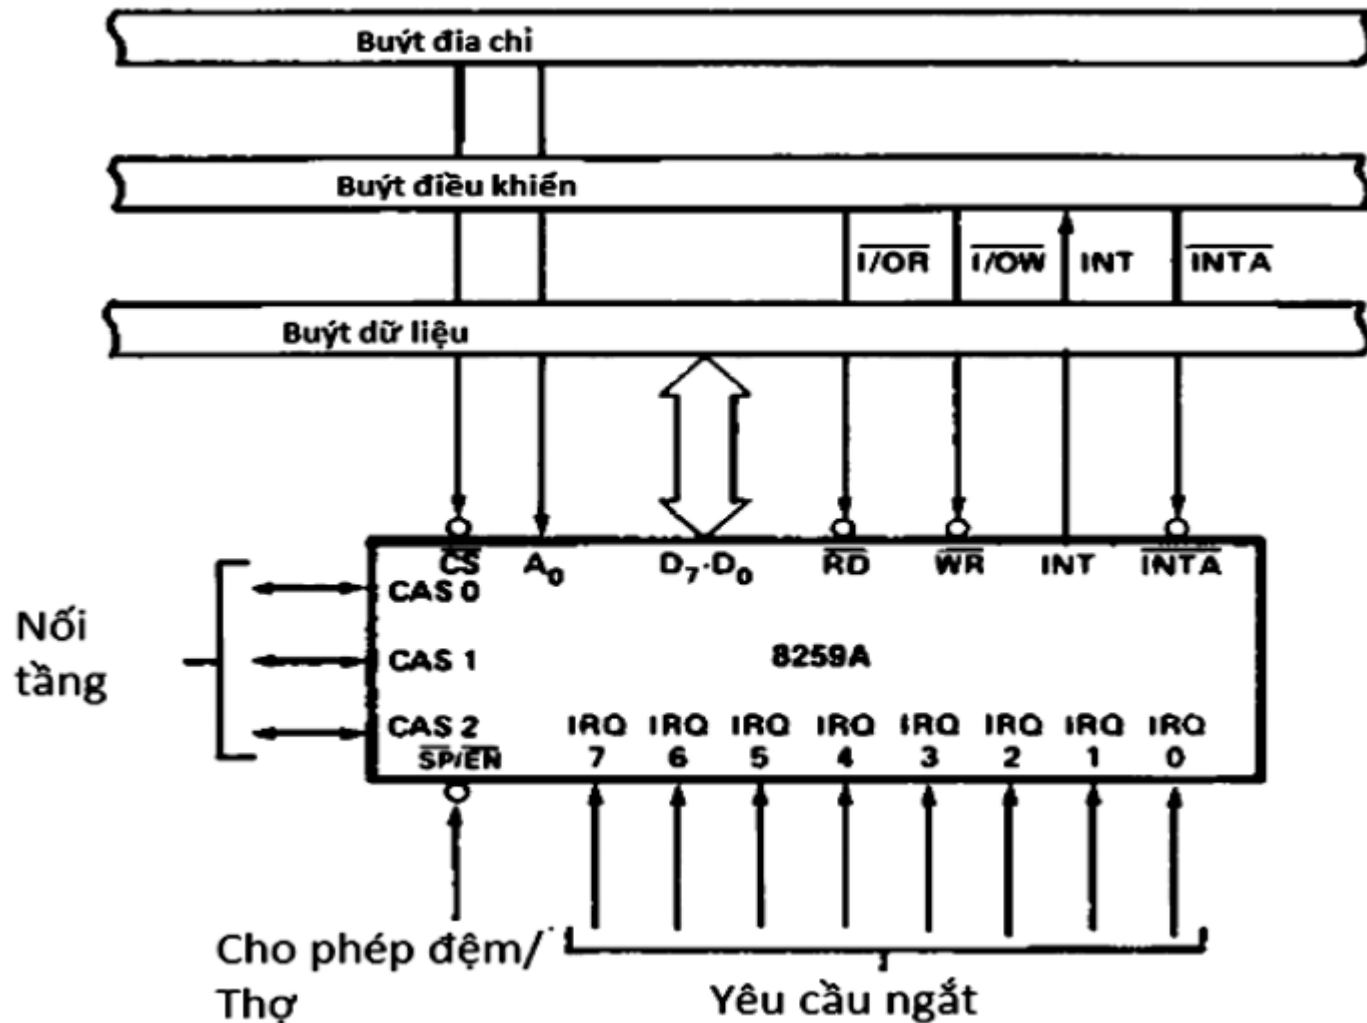 Buýt đia chỉ
Buýt điều khiển
I/OR I/OW INT INTA
Buýt dữ liệu
CS A0 D7-D0 RD WR INT INTA
CAS 0
Nối
tầng
CAS 1
8259A
CAS 2
IRQ IRQ IRQ IRQ IRQ IRQ IRQ IRQ
SP/EN 7 6 5 4 3 2 1 0
Cho phép đệm/
Thợ
Yêu cầu ngắt